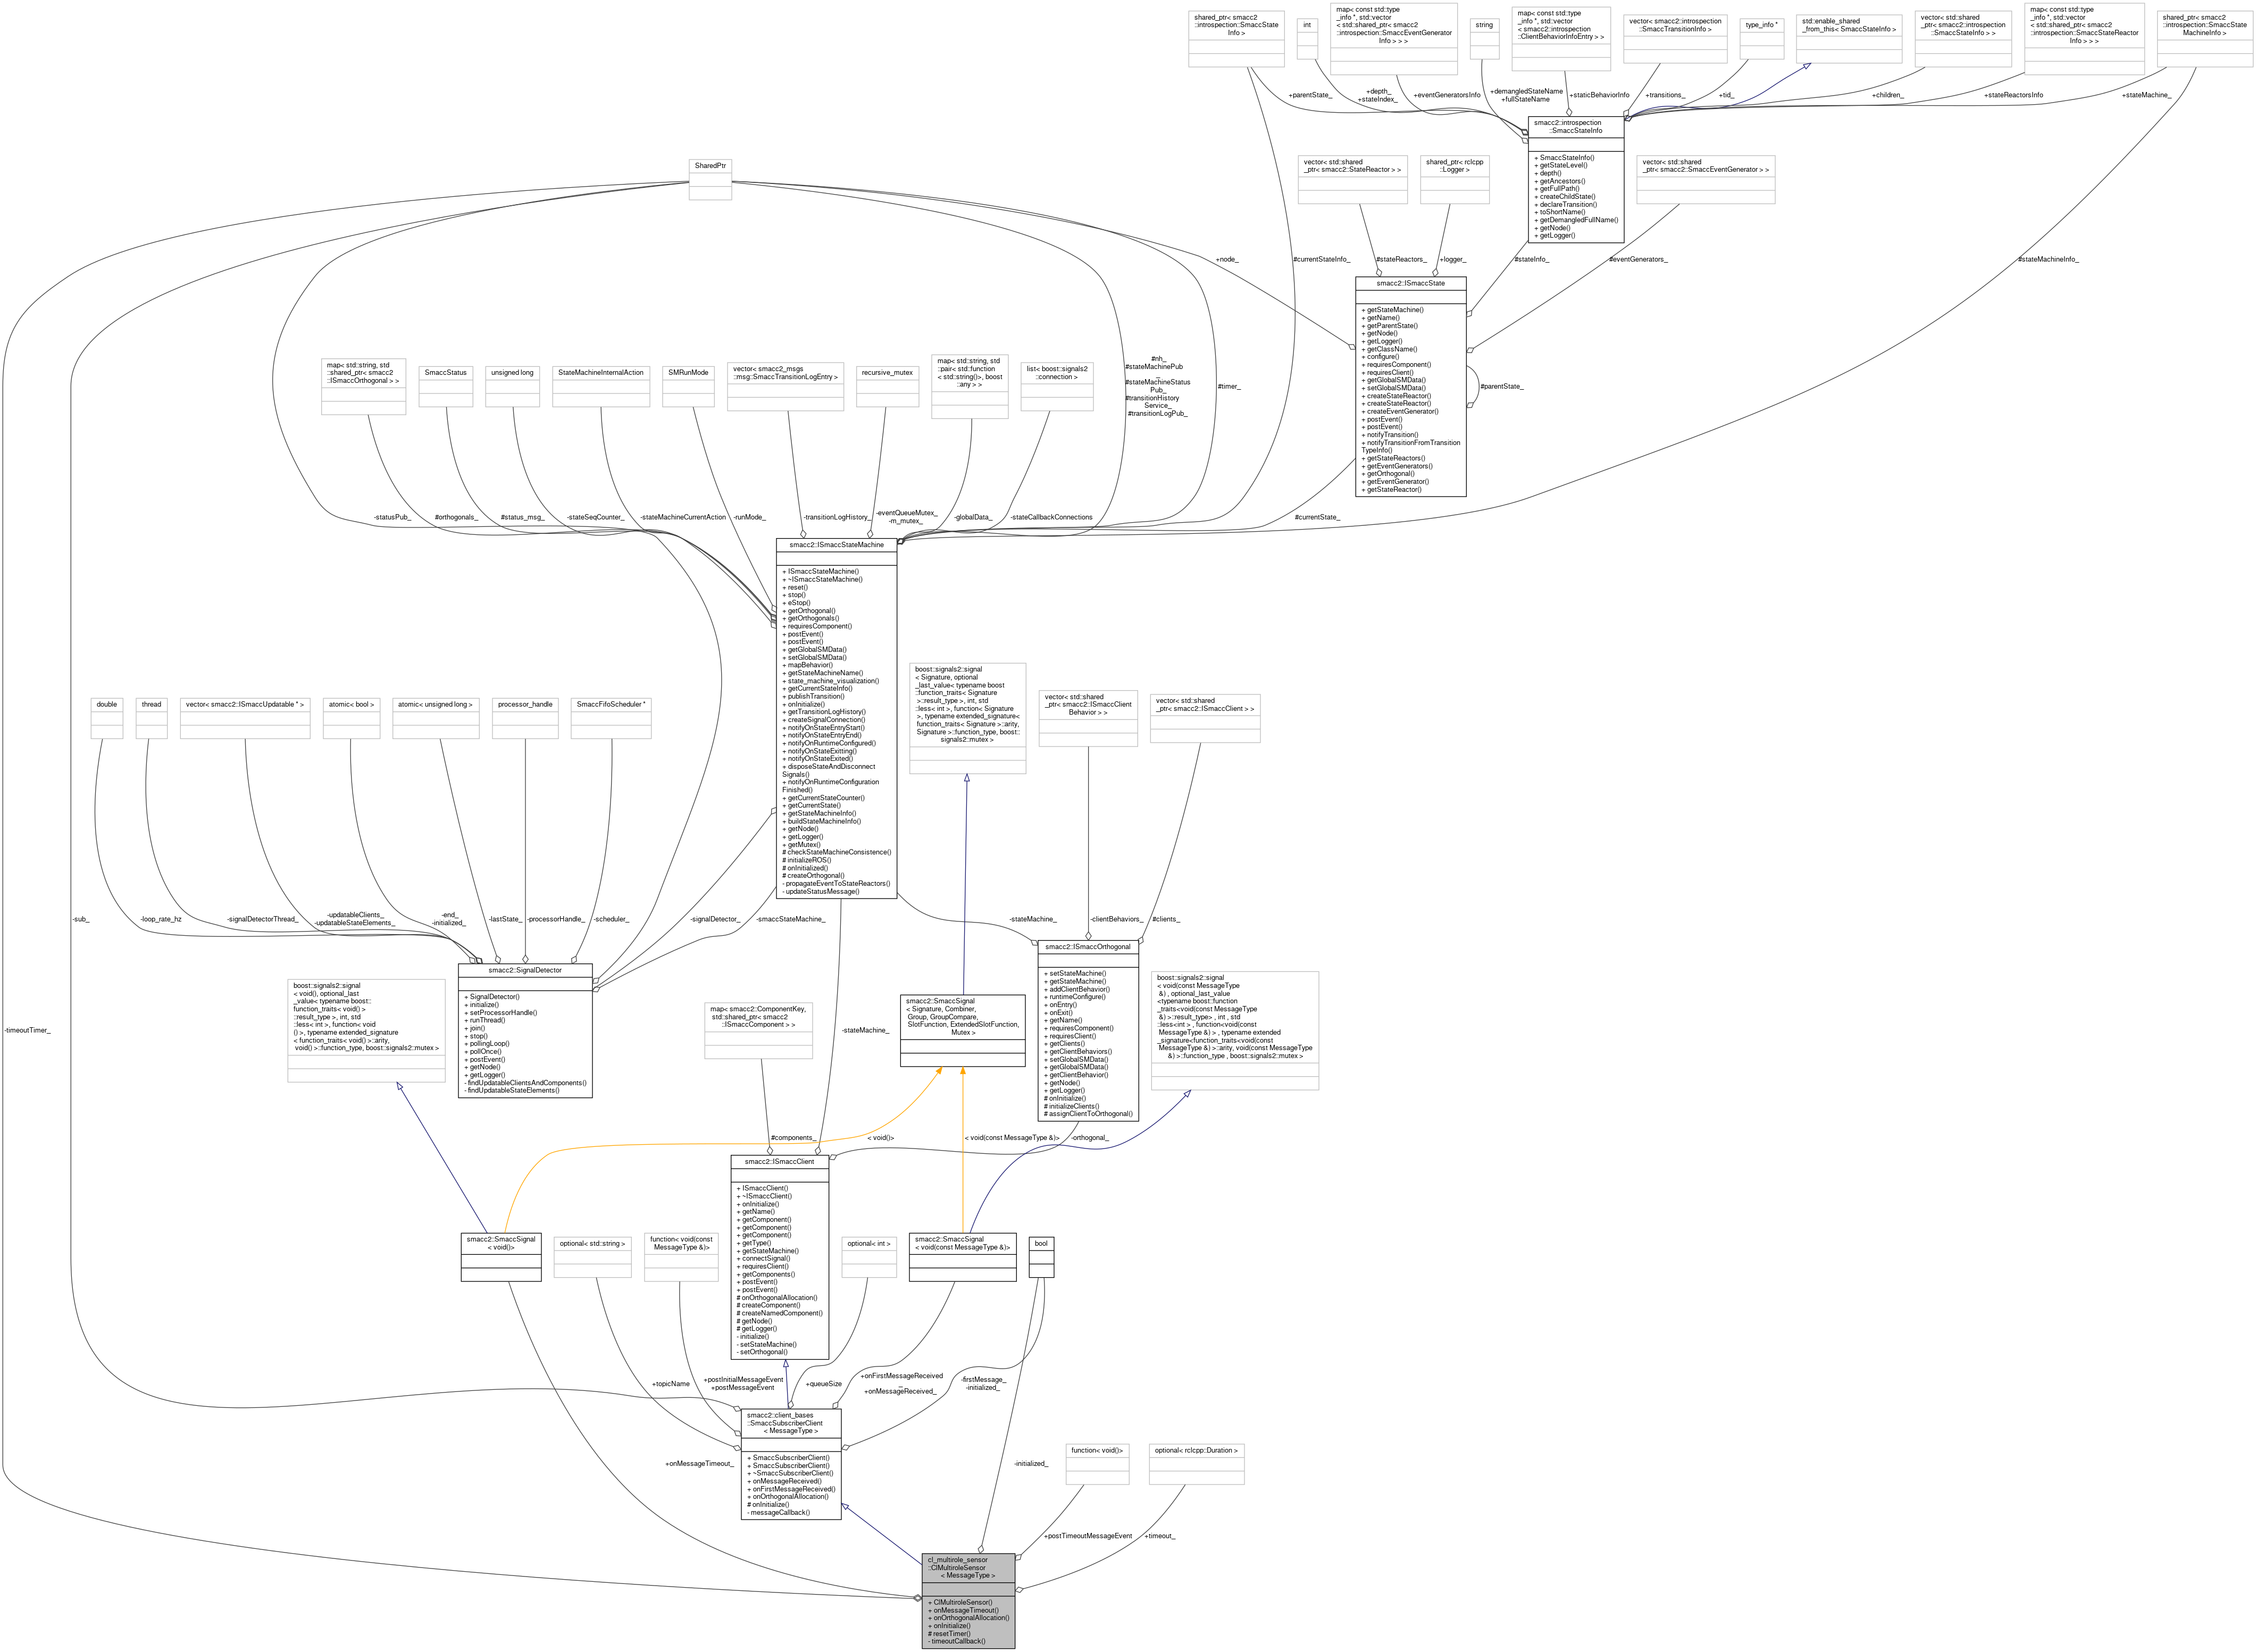 shared_ptr< smacc2
::introspection::SmaccState
Info >
int
map< const std::type
_info *, std::vector
< std::shared_ptr< smacc2
::introspection::SmaccEventGenerator
Info > > >
string
map< const std::type
_info *, std::vector
< smacc2::introspection
::ClientBehaviorInfoEntry > >
vector< smacc2::introspection
::SmaccTransitionInfo >
type_info *
std::enable_shared
_from_this< SmaccStateInfo >
vector< std::shared
_ptr< smacc2::introspection
::SmaccStateInfo > >
map< const std::type
_info *, std::vector
< std::shared_ptr< smacc2
::introspection::SmaccStateReactor
Info > > >
shared_ptr< smacc2
::introspection::SmaccState
MachineInfo >
+parentState_
+depth_
+stateIndex_
+eventGeneratorsInfo
+demangledStateName
+fullStateName
+staticBehaviorInfo
+transitions_
+tid_
+children_
+stateReactorsInfo
+stateMachine_
smacc2::introspection
::SmaccStateInfo
+ SmaccStateInfo()
+ getStateLevel()
+ depth()
+ getAncestors()
+ getFullPath()
+ createChildState()
+ declareTransition()
+ toShortName()
+ getDemangledFullName()
+ getNode()
+ getLogger()
SharedPtr
vector< std::shared
_ptr< smacc2::StateReactor > >
shared_ptr< rclcpp
::Logger >
vector< std::shared
_ptr< smacc2::SmaccEventGenerator > >
+node_
#currentStateInfo_
#stateReactors_
+logger_
#stateInfo_
#eventGenerators_
#stateMachineInfo_
smacc2::ISmaccState
+ getStateMachine()
+ getName()
+ getParentState()
+ getNode()
+ getLogger()
+ getClassName()
+ configure()
+ requiresComponent()
+ requiresClient()
+ getGlobalSMData()
+ setGlobalSMData()
+ createStateReactor()
+ createStateReactor()
+ createEventGenerator()
+ postEvent()
+ postEvent()
+ notifyTransition()
+ notifyTransitionFromTransition
TypeInfo()
+ getStateReactors()
+ getEventGenerators()
+ getOrthogonal()
+ getEventGenerator()
+ getStateReactor()
#parentState_
map< std::string, std
::shared_ptr< smacc2
::ISmaccOrthogonal > >
SmaccStatus
unsigned long
StateMachineInternalAction
SMRunMode
vector< smacc2_msgs
::msg::SmaccTransitionLogEntry >
recursive_mutex
map< std::string, std
::pair< std::function
< std::string()>, boost
::any > >
list< boost::signals2
::connection >
#nh_
#stateMachinePub
_
#stateMachineStatus
Pub_
#transitionHistory
Service_
#transitionLogPub_
#timer_
-statusPub_
#orthogonals_
#status_msg_
-stateSeqCounter_
-stateMachineCurrentAction
-runMode_
-transitionLogHistory_
-eventQueueMutex_
-m_mutex_
-globalData_
-stateCallbackConnections
#currentState_
smacc2::ISmaccStateMachine
+ ISmaccStateMachine()
+ ~ISmaccStateMachine()
+ reset()
+ stop()
+ eStop()
+ getOrthogonal()
+ getOrthogonals()
+ requiresComponent()
+ postEvent()
+ postEvent()
+ getGlobalSMData()
+ setGlobalSMData()
+ mapBehavior()
+ getStateMachineName()
+ state_machine_visualization()
+ getCurrentStateInfo()
+ publishTransition()
+ onInitialize()
+ getTransitionLogHistory()
+ createSignalConnection()
+ notifyOnStateEntryStart()
+ notifyOnStateEntryEnd()
+ notifyOnRuntimeConfigured()
+ notifyOnStateExitting()
+ notifyOnStateExited()
+ disposeStateAndDisconnect
Signals()
+ notifyOnRuntimeConfiguration
Finished()
+ getCurrentStateCounter()
+ getCurrentState()
+ getStateMachineInfo()
+ buildStateMachineInfo()
+ getNode()
+ getLogger()
+ getMutex()
# checkStateMachineConsistence()
# initializeROS()
# onInitialized()
# createOrthogonal()
- propagateEventToStateReactors()
- updateStatusMessage()
boost::signals2::signal
< Signature, optional
_last_value< typename boost
::function_traits< Signature
>::result_type >, int, std
::less< int >, function< Signature
>, typename extended_signature<
function_traits< Signature >::arity,
Signature >::function_type, boost::
signals2::mutex >
vector< std::shared
_ptr< smacc2::ISmaccClient
Behavior > >
vector< std::shared
_ptr< smacc2::ISmaccClient > >
double
thread
vector< smacc2::ISmaccUpdatable * >
atomic< bool >
atomic< unsigned long >
processor_handle
SmaccFifoScheduler *
-sub_
-loop_rate_hz
-signalDetectorThread_
-updatableClients_
-updatableStateElements_
-end_
-initialized_
-lastState_
-processorHandle_
-scheduler_
-signalDetector_
-smaccStateMachine_
-stateMachine_
-clientBehaviors_
#clients_
smacc2::SignalDetector
+ SignalDetector()
+ initialize()
+ setProcessorHandle()
+ runThread()
+ join()
+ stop()
+ pollingLoop()
+ pollOnce()
+ postEvent()
+ getNode()
+ getLogger()
- findUpdatableClientsAndComponents()
- findUpdatableStateElements()
smacc2::ISmaccOrthogonal
+ setStateMachine()
+ getStateMachine()
+ addClientBehavior()
+ runtimeConfigure()
+ onEntry()
+ onExit()
+ getName()
+ requiresComponent()
+ requiresClient()
+ getClients()
+ getClientBehaviors()
+ setGlobalSMData()
+ getGlobalSMData()
+ getClientBehavior()
+ getNode()
+ getLogger()
# onInitialize()
# initializeClients()
# assignClientToOrthogonal()
boost::signals2::signal
< void(), optional_last
_value< typename boost::
function_traits< void() >
::result_type >, int, std
::less< int >, function< void
() >, typename extended_signature
< function_traits< void() >::arity,
void() >::function_type, boost::signals2::mutex >
boost::signals2::signal
< void(const MessageType
&) , optional_last_value
<typename boost::function
_traits<void(const MessageType
&) >::result_type> , int , std
::less<int > , function<void(const
MessageType &) > , typename extended
_signature<function_traits<void(const
MessageType &) >::arity, void(const MessageType
&) >::function_type , boost::signals2::mutex >
map< smacc2::ComponentKey,
std::shared_ptr< smacc2
::ISmaccComponent > >
smacc2::SmaccSignal
< Signature, Combiner,
Group, GroupCompare,
SlotFunction, ExtendedSlotFunction,
Mutex >
-timeoutTimer_
-stateMachine_
#components_
< void()>
< void(const MessageType &)>
-orthogonal_
smacc2::ISmaccClient
+ ISmaccClient()
+ ~ISmaccClient()
+ onInitialize()
+ getName()
+ getComponent()
+ getComponent()
+ getComponent()
+ getType()
+ getStateMachine()
+ connectSignal()
+ requiresClient()
+ getComponents()
+ postEvent()
+ postEvent()
# onOrthogonalAllocation()
# createComponent()
# createNamedComponent()
# getNode()
# getLogger()
- initialize()
- setStateMachine()
- setOrthogonal()
smacc2::SmaccSignal
< void()>
optional< std::string >
function< void(const
MessageType &)>
optional< int >
smacc2::SmaccSignal
< void(const MessageType &)>
bool
+topicName
+postInitialMessageEvent
+postMessageEvent
+queueSize
+onFirstMessageReceived
_
+onMessageReceived_
-firstMessage_
-initialized_
smacc2::client_bases
::SmaccSubscriberClient
< MessageType >
+ SmaccSubscriberClient()
+ SmaccSubscriberClient()
+ ~SmaccSubscriberClient()
+ onMessageReceived()
+ onFirstMessageReceived()
+ onOrthogonalAllocation()
# onInitialize()
- messageCallback()
+onMessageTimeout_
-initialized_
function< void()>
optional< rclcpp::Duration >
+postTimeoutMessageEvent
+timeout_
cl_multirole_sensor
::ClMultiroleSensor
< MessageType >
+ ClMultiroleSensor()
+ onMessageTimeout()
+ onOrthogonalAllocation()
+ onInitialize()
# resetTimer()
- timeoutCallback()